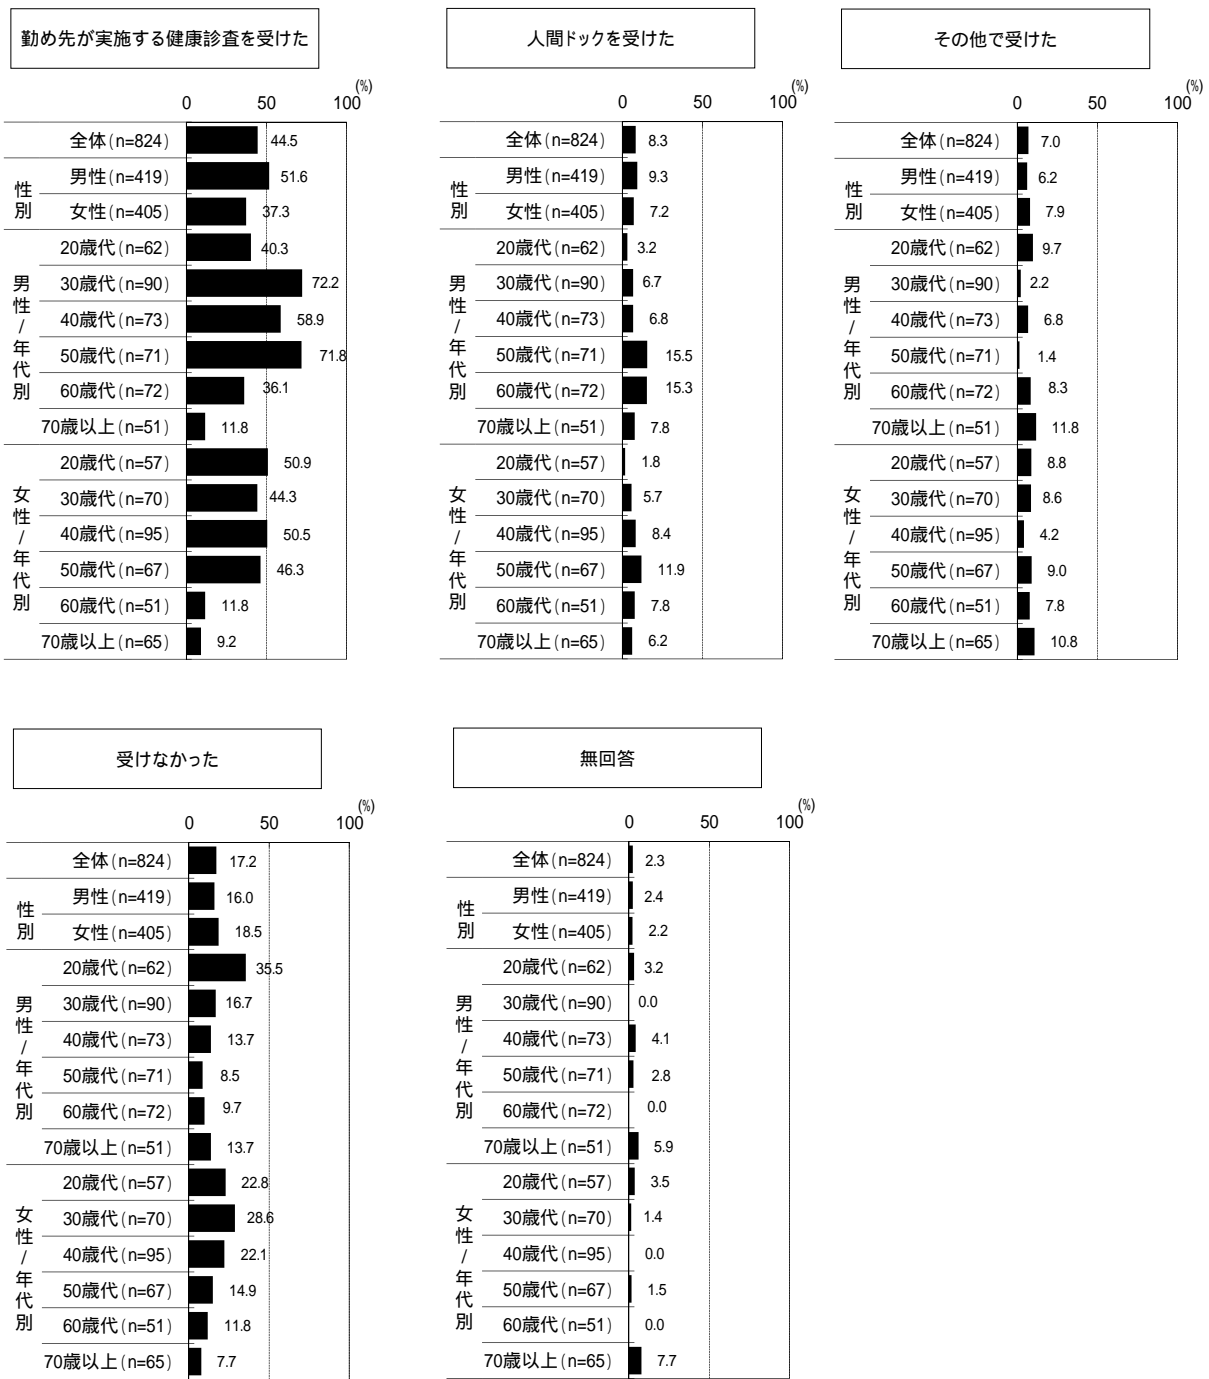 勤め先が実施する健康診査を受けた
(%)
0 50 100
全体(n=824) 44.5
性別
男性(n=419) 51.6
女性(n=405) 37.3
男性/年代別
20歳代(n=62) 40.3
30歳代(n=90) 72.2
40歳代(n=73) 58.9
50歳代(n=71) 71.8
60歳代(n=72) 36.1
70歳以上(n=51) 11.8
女性/年代別
20歳代(n=57) 50.9
30歳代(n=70) 44.3
40歳代(n=95) 50.5
50歳代(n=67) 46.3
60歳代(n=51) 11.8
70歳以上(n=65) 9.2
人間ドックを受けた
(%)
0 50 100
全体(n=824) 8.3
性別
男性(n=419) 9.3
女性(n=405) 7.2
男性/年代別
20歳代(n=62) 3.2
30歳代(n=90) 6.7
40歳代(n=73) 6.8
50歳代(n=71) 15.5
60歳代(n=72) 15.3
70歳以上(n=51) 7.8
女性/年代別
20歳代(n=57) 1.8
30歳代(n=70) 5.7
40歳代(n=95) 8.4
50歳代(n=67) 11.9
60歳代(n=51) 7.8
70歳以上(n=65) 6.2
その他で受けた
(%)
0 50 100
全体(n=824) 7.0
性別
男性(n=419) 6.2
女性(n=405) 7.9
男性/年代別
20歳代(n=62) 9.7
30歳代(n=90) 2.2
40歳代(n=73) 6.8
50歳代(n=71) 1.4
60歳代(n=72) 8.3
70歳以上(n=51) 11.8
女性/年代別
20歳代(n=57) 8.8
30歳代(n=70) 8.6
40歳代(n=95) 4.2
50歳代(n=67) 9.0
60歳代(n=51) 7.8
70歳以上(n=65) 10.8
受けなかった
(%)
0 50 100
全体(n=824) 17.2
性別
男性(n=419) 16.0
女性(n=405) 18.5
男性/年代別
20歳代(n=62) 35.5
30歳代(n=90) 16.7
40歳代(n=73) 13.7
50歳代(n=71) 8.5
60歳代(n=72) 9.7
70歳以上(n=51) 13.7
女性/年代別
20歳代(n=57) 22.8
30歳代(n=70) 28.6
40歳代(n=95) 22.1
50歳代(n=67) 14.9
60歳代(n=51) 11.8
70歳以上(n=65) 7.7
無回答
(%)
0 50 100
全体(n=824) 2.3
性別
男性(n=419) 2.4
女性(n=405) 2.2
男性/年代別
20歳代(n=62) 3.2
30歳代(n=90) 0.0
40歳代(n=73) 4.1
50歳代(n=71) 2.8
60歳代(n=72) 0.0
70歳以上(n=51) 5.9
女性/年代別
20歳代(n=57) 3.5
30歳代(n=70) 1.4
40歳代(n=95) 0.0
50歳代(n=67) 1.5
60歳代(n=51) 0.0
70歳以上(n=65) 7.7